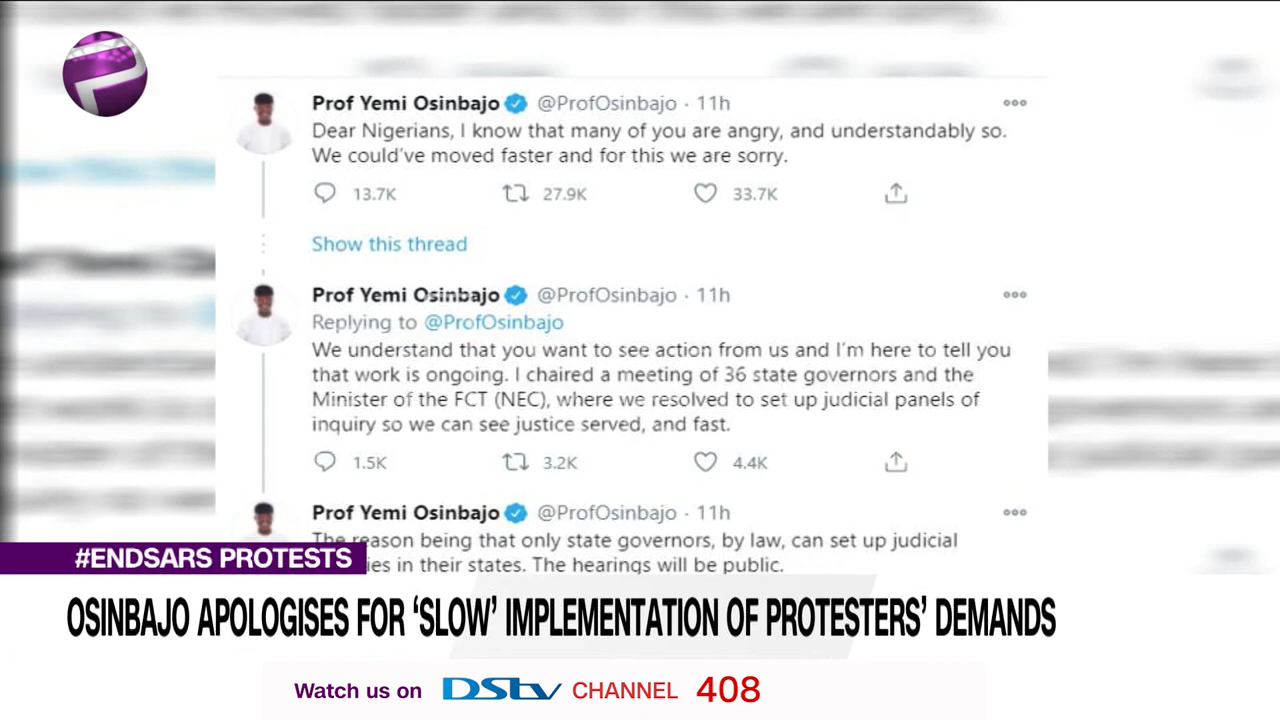 Prof Yemi Osinbajo @ProfOsinbajo · 11h
Dear Nigerians, I know that many of you are angry, and understandably so.
We could've moved faster and for this we are sorry.
13.7K 27.9K 33.7K
Show this thread
Prof Yemi Osinbajo @ProfOsinbajo · 11h
Replying to @ProfOsinbajo
We understand that you want to see action from us and I'm here to tell you
that work is ongoing. I chaired a meeting of 36 state governors and the
Minister of the FCT (NEC), where we resolved to set up judicial panels of
inquiry so we can see justice served, and fast.
1.5K 3.2K 4.4K
Prof Yemi Osinbajo @ProfOsinbajo · 11h
The reason being that only state governors, by law, can set up judicial
in their states. The hearings will be public.
#ENDSARS PROTESTS
OSINBAJO APOLOGISES FOR ‘SLOW’ IMPLEMENTATION OF PROTESTERS’ DEMANDS
Watch us on DStv CHANNEL 408